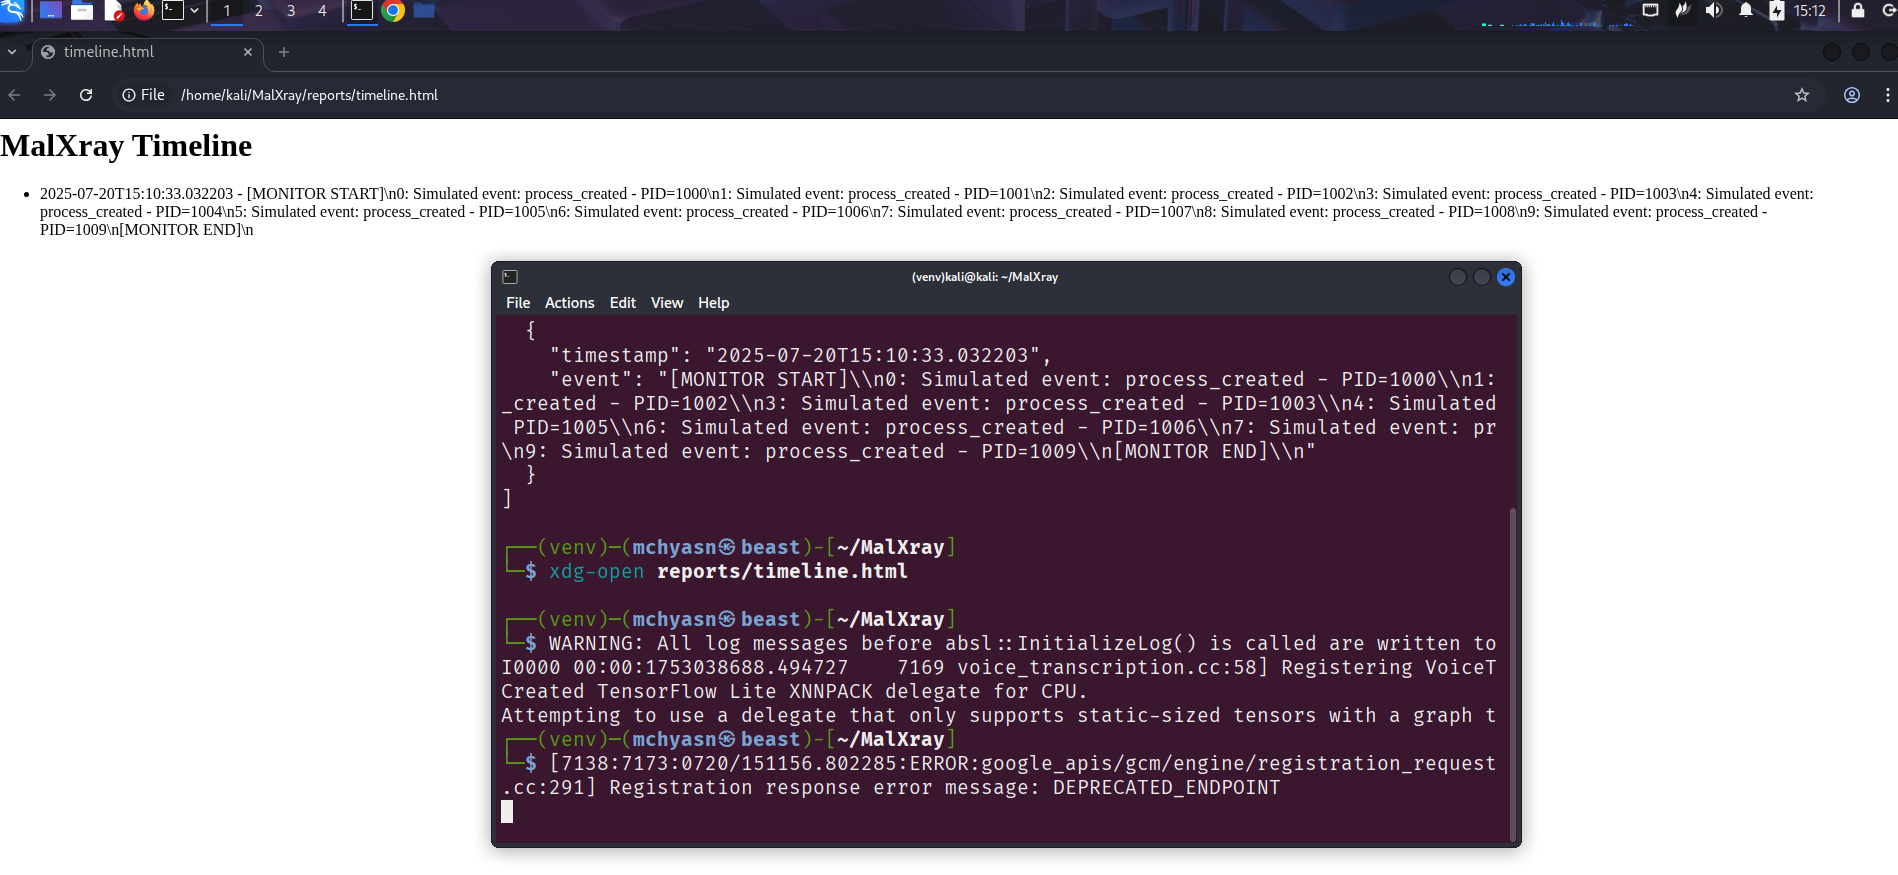 1 2 3 4
15:12
timeline.html
File /home/kali/MalXray/reports/timeline.html
MalXray Timeline
2025-07-20T15:10:33.032203 - [MONITOR START]\n0: Simulated event: process_created - PID=1000\n1: Simulated event: process_created - PID=1001\n2: Simulated event: process_created - PID=1002\n3: Simulated event: process_created - PID=1003\n4: Simulated event:
process_created - PID=1004\n5: Simulated event: process_created - PID=1005\n6: Simulated event: process_created - PID=1006\n7: Simulated event: process_created - PID=1007\n8: Simulated event: process_created - PID=1008\n9: Simulated event: process_created -
PID=1009\n[MONITOR END]\n
(venv)kali@kali: ~/MalXray
File Actions Edit View Help
{
"timestamp": "2025-07-20T15:10:33.032203",
"event": "[MONITOR START]\\n0: Simulated event: process_created - PID=1000\\n1:
_created - PID=1002\\n3: Simulated event: process_created - PID=1003\\n4: Simulated
PID=1005\\n6: Simulated event: process_created - PID=1006\\n7: Simulated event: pr
\n9: Simulated event: process_created - PID=1009\\n[MONITOR END]\\n"
}
]
┌──(venv)─(mchyasn㉿beast)-[~/MalXray]
└─$ xdg-open reports/timeline.html
┌──(venv)─(mchyasn㉿beast)-[~/MalXray]
└─$ WARNING: All log messages before absl::InitializeLog() is called are written to
I0000 00:00:1753038688.494727    7169 voice_transcription.cc:58] Registering VoiceT
Created TensorFlow Lite XNNPACK delegate for CPU.
Attempting to use a delegate that only supports static-sized tensors with a graph t
┌──(venv)─(mchyasn㉿beast)-[~/MalXray]
└─$ [7138:7173:0720/151156.802285:ERROR:google_apis/gcm/engine/registration_request
.cc:291] Registration response error message: DEPRECATED_ENDPOINT